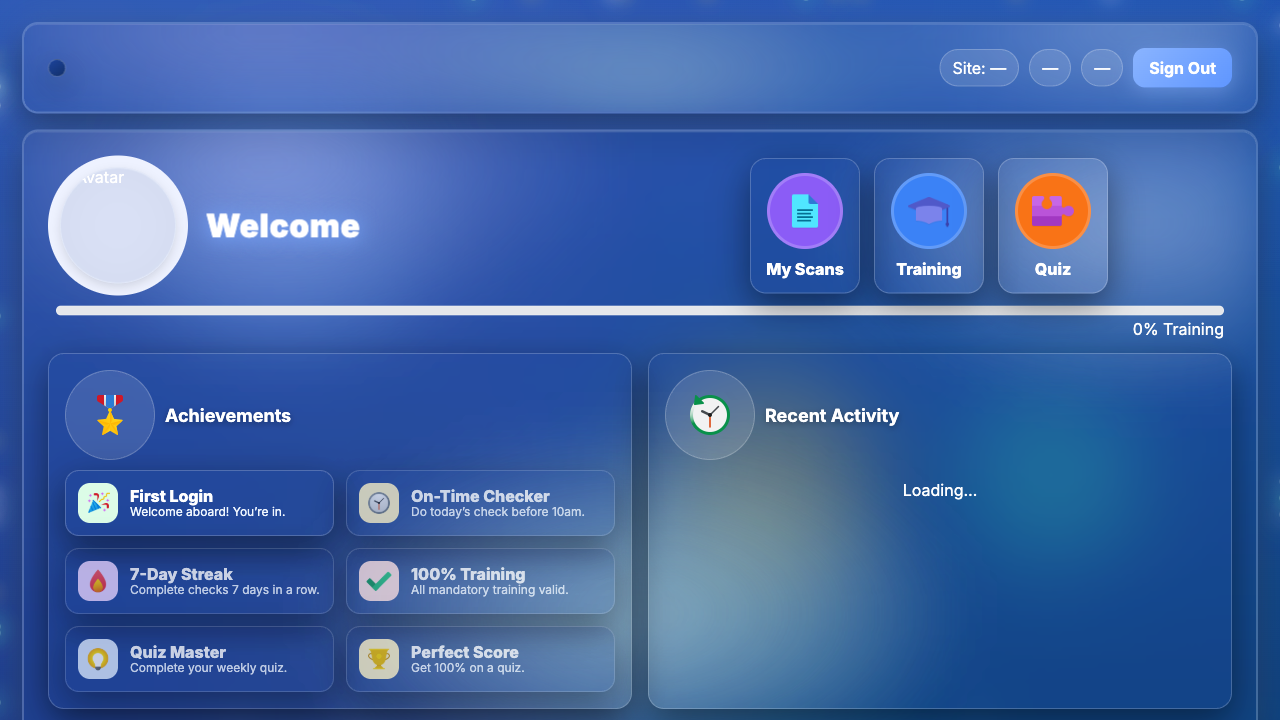 Site: —
—
—
Sign Out
Avatar
Welcome
My Scans
Training
Quiz
0% Training
Achievements
First Login
Welcome aboard! You’re in.
On-Time Checker
Do today’s check before 10am.
7-Day Streak
Complete checks 7 days in a row.
100% Training
All mandatory training valid.
Quiz Master
Complete your weekly quiz.
Perfect Score
Get 100% on a quiz.
Recent Activity
Loading...